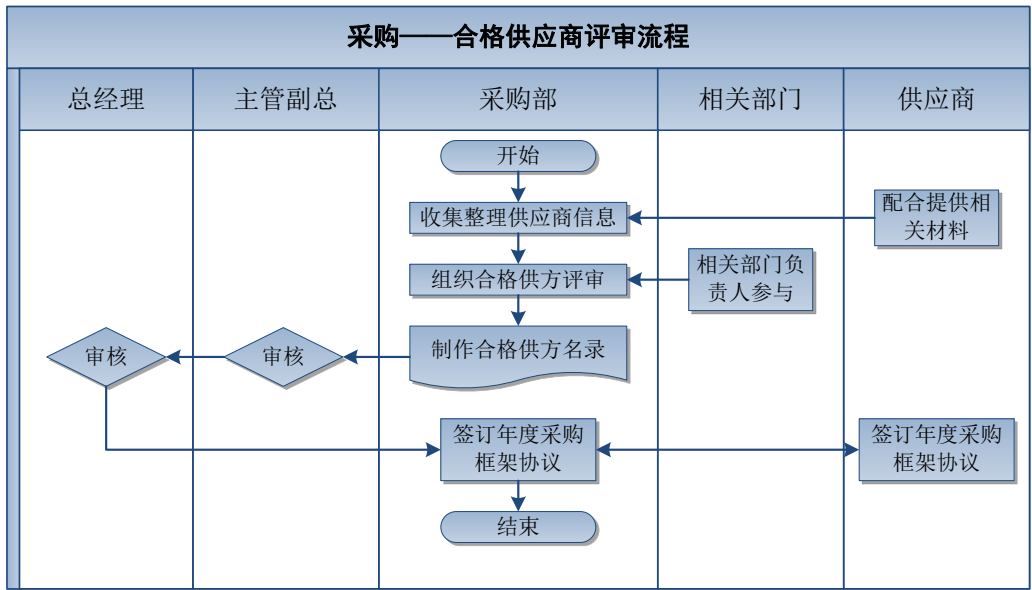 采购——合格供应商评审流程
总经理
主管副总
采购部
相关部门
供应商
开始
收集整理供应商信息
配合提供相
关材料
组织合格供方评审
相关部门负
责人参与
审核
审核
制作合格供方名录
签订年度采购
框架协议
签订年度采购
框架协议
结束